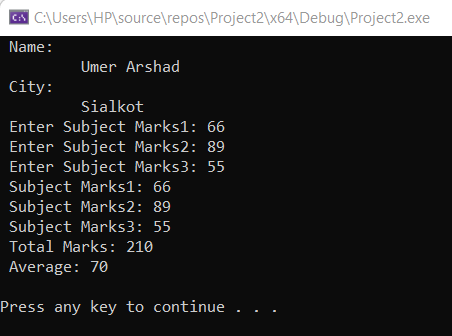 C:\Users\HP\source\repos\Project2\x64\Debug\Project2.exe
Name:
Umer Arshad
City:
Sialkot
Enter Subject Marks1: 66
Enter Subject Marks2: 89
Enter Subject Marks3: 55
Subject Marks1: 66
Subject Marks2: 89
Subject Marks3: 55
Total Marks: 210
Average: 70
Press any key to continue . . .